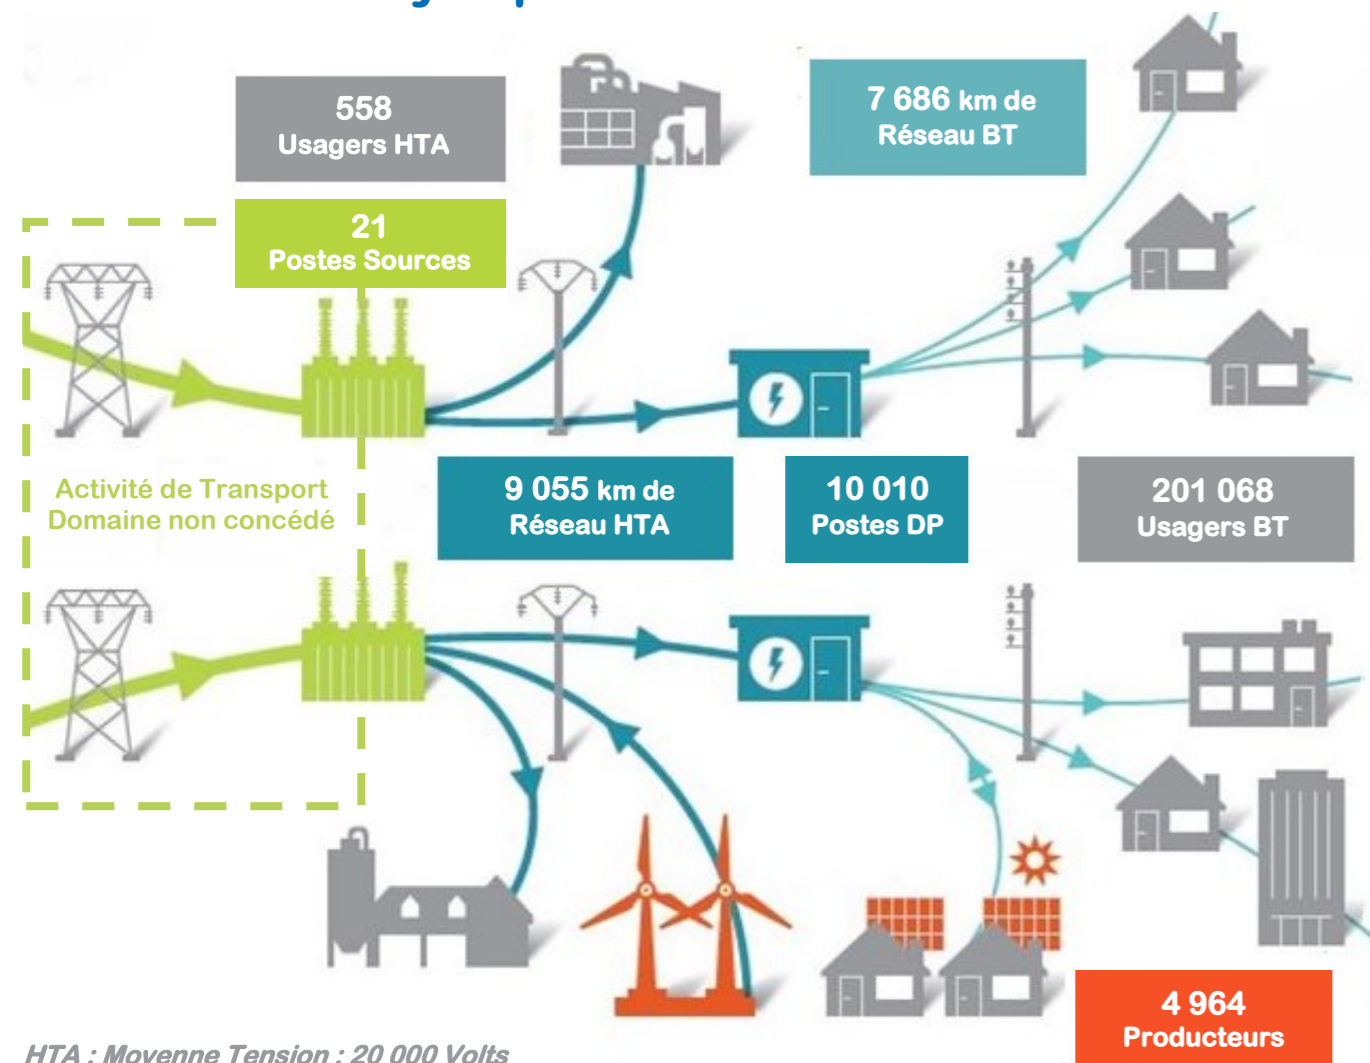 558
Usagers HTA
7 686 km de
Réseau BT
21
Postes Sources
Activité de Transport
Domaine non concédé
9 055 km de
Réseau HTA
10 010
Postes DP
201 068
Usagers BT
4 964
Producteurs
HTA : Moyenne Tension : 20 000 Volts